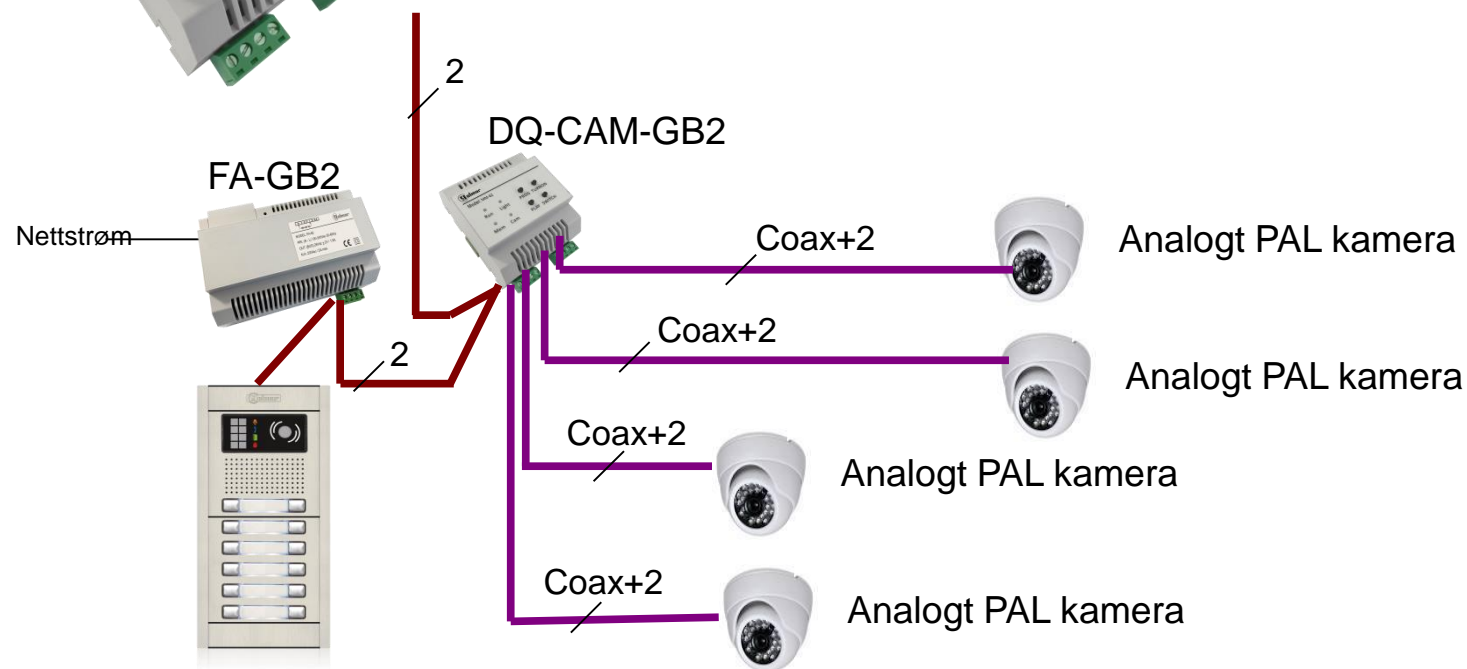 2
DQ-CAM-GB2
FA-GB2
Nettstrøm
Coax+2
Analogt PAL kamera
Coax+2
2
Analogt PAL kamera
Coax+2
Analogt PAL kamera
Coax+2
Analogt PAL kamera